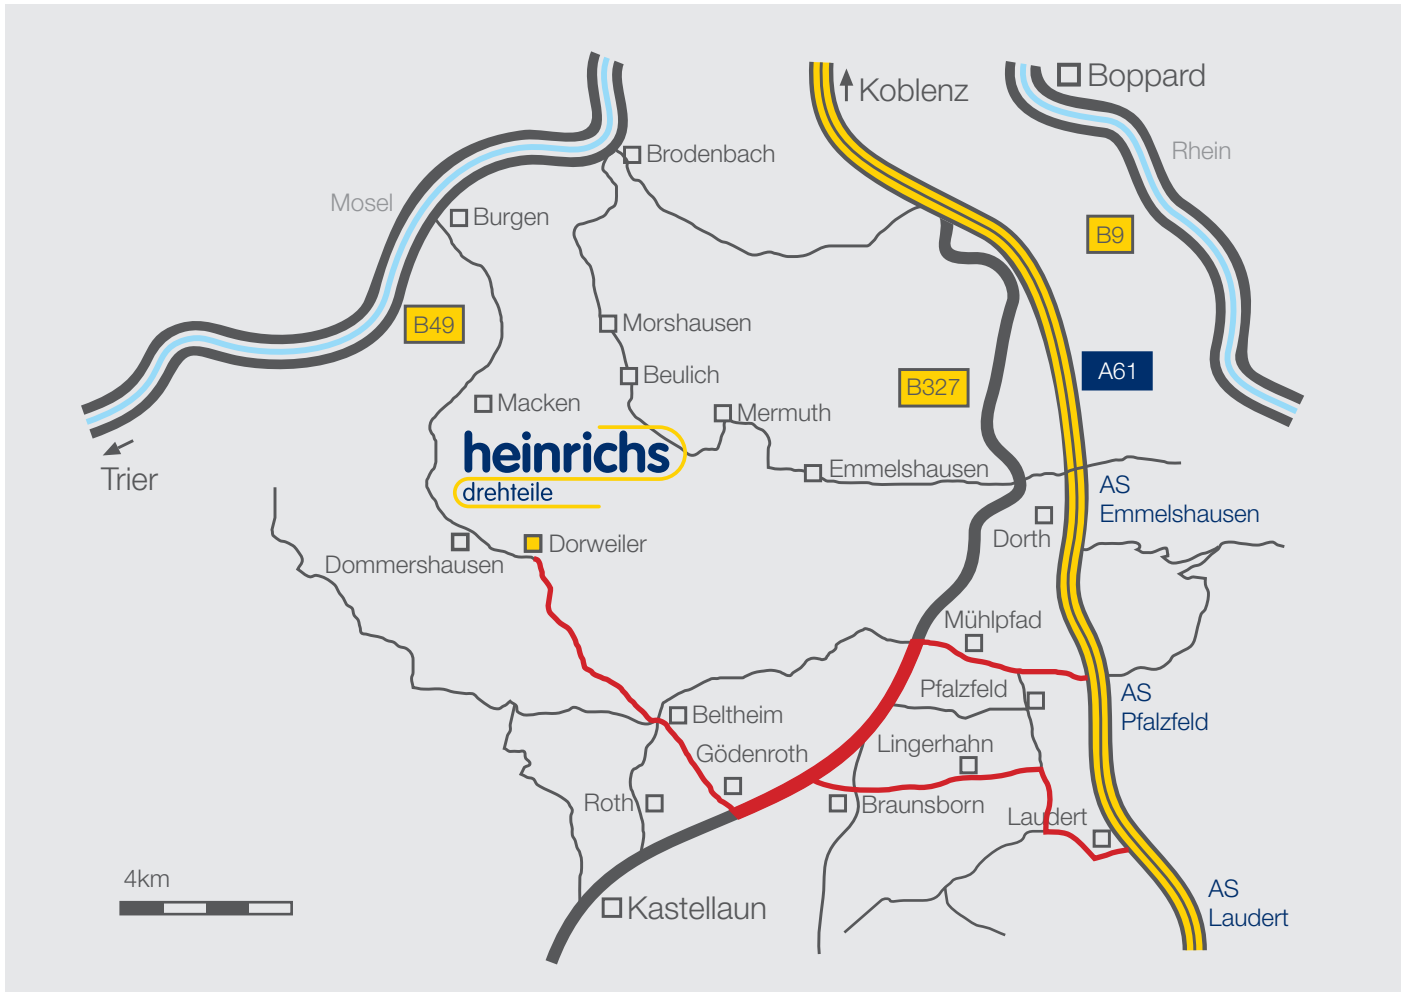 Koblenz
Boppard
Rhein
Brodenbach
Mosel
Burgen
B9
B49
Morshausen
A61
Beulich
B327
Macken
Mermuth
heinrichs
drehteile
Emmelshausen
Trier
AS
Emmelshausen
Dorth
Dorweiler
Dommershausen
Mühlpfad
Pfalzfeld
AS
Pfalzfeld
Beltheim
Lingerhahn
Gödenroth
Roth
Braunsborn
Laudert
4km
AS
Laudert
Kastellaun